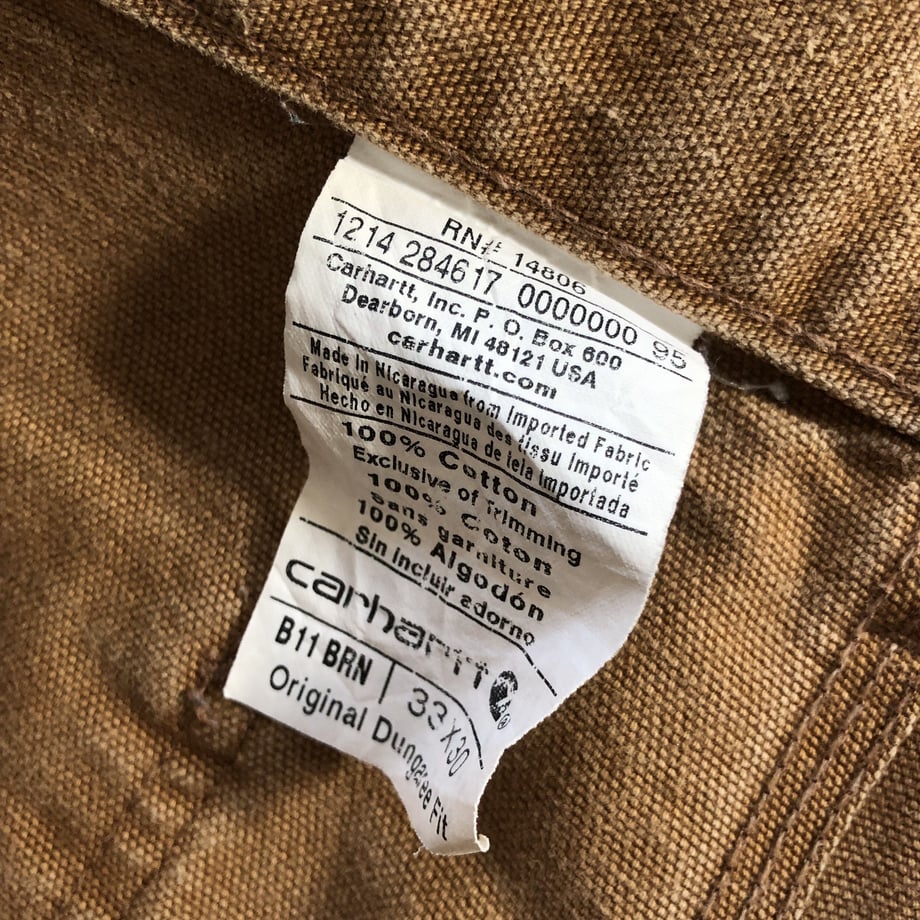 RN# 14806
1214 284617 0000000 95
Carhartt, Inc. P. O. Box 600
Dearborn, MI 48121 USA
carhartt.com
Made in Nicaragua from Imported Fabric
Fabriqué au Nicaragua des tissu Importé
Hecho en Nicaragua de tela Importada
100% Cotton
Exclusive of Trimming
100% Coton
Sans garniture
100% Algodón
Sin incluir adorno
carhartt ®
B11 BRN 33 X 30
Original Dungaree Fit